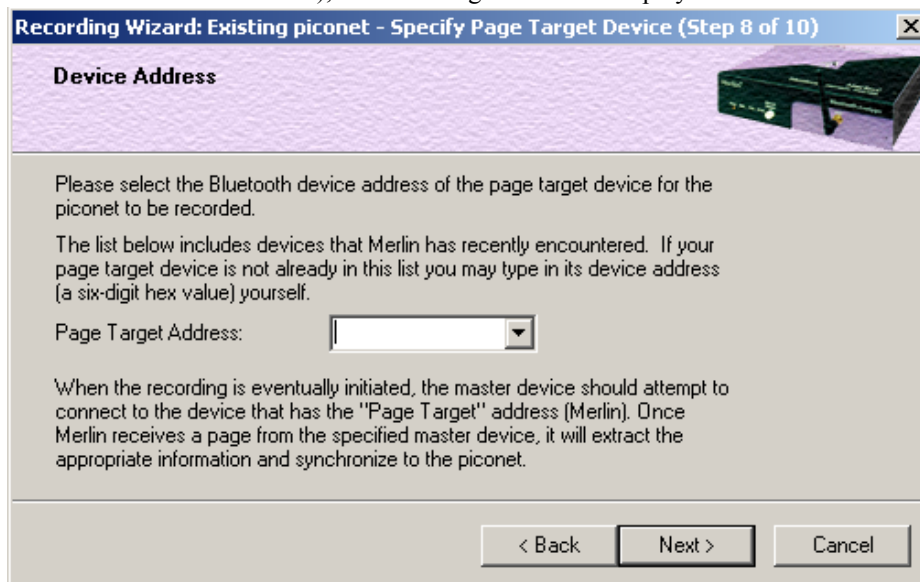 Recording Wizard: Existing piconet - Specify Page Target Device (Step 8 of 10)
Device Address
Please select the Bluetooth device address of the page target device for the
piconet to be recorded.
The list below includes devices that Merlin has recently encountered. If your
page target device is not already in this list you may type in its device address
(a six-digit hex value) yourself.
Page Target Address:
When the recording is eventually initiated, the master device should attempt to
connect to the device that has the "Page Target" address (Merlin). Once
Merlin receives a page from the specified master device, it will extract the
appropriate information and synchronize to the piconet.
< Back
Next >
Cancel